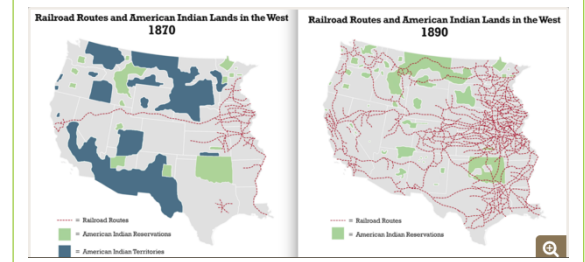 Railroad Routes and American Indian Lands in the West
1870
= Railroad Routes
= American Indian Reservations
= American Indian Territories
Railroad Routes and American Indian Lands in the West
1890
= Railroad Routes
= American Indian Reservations